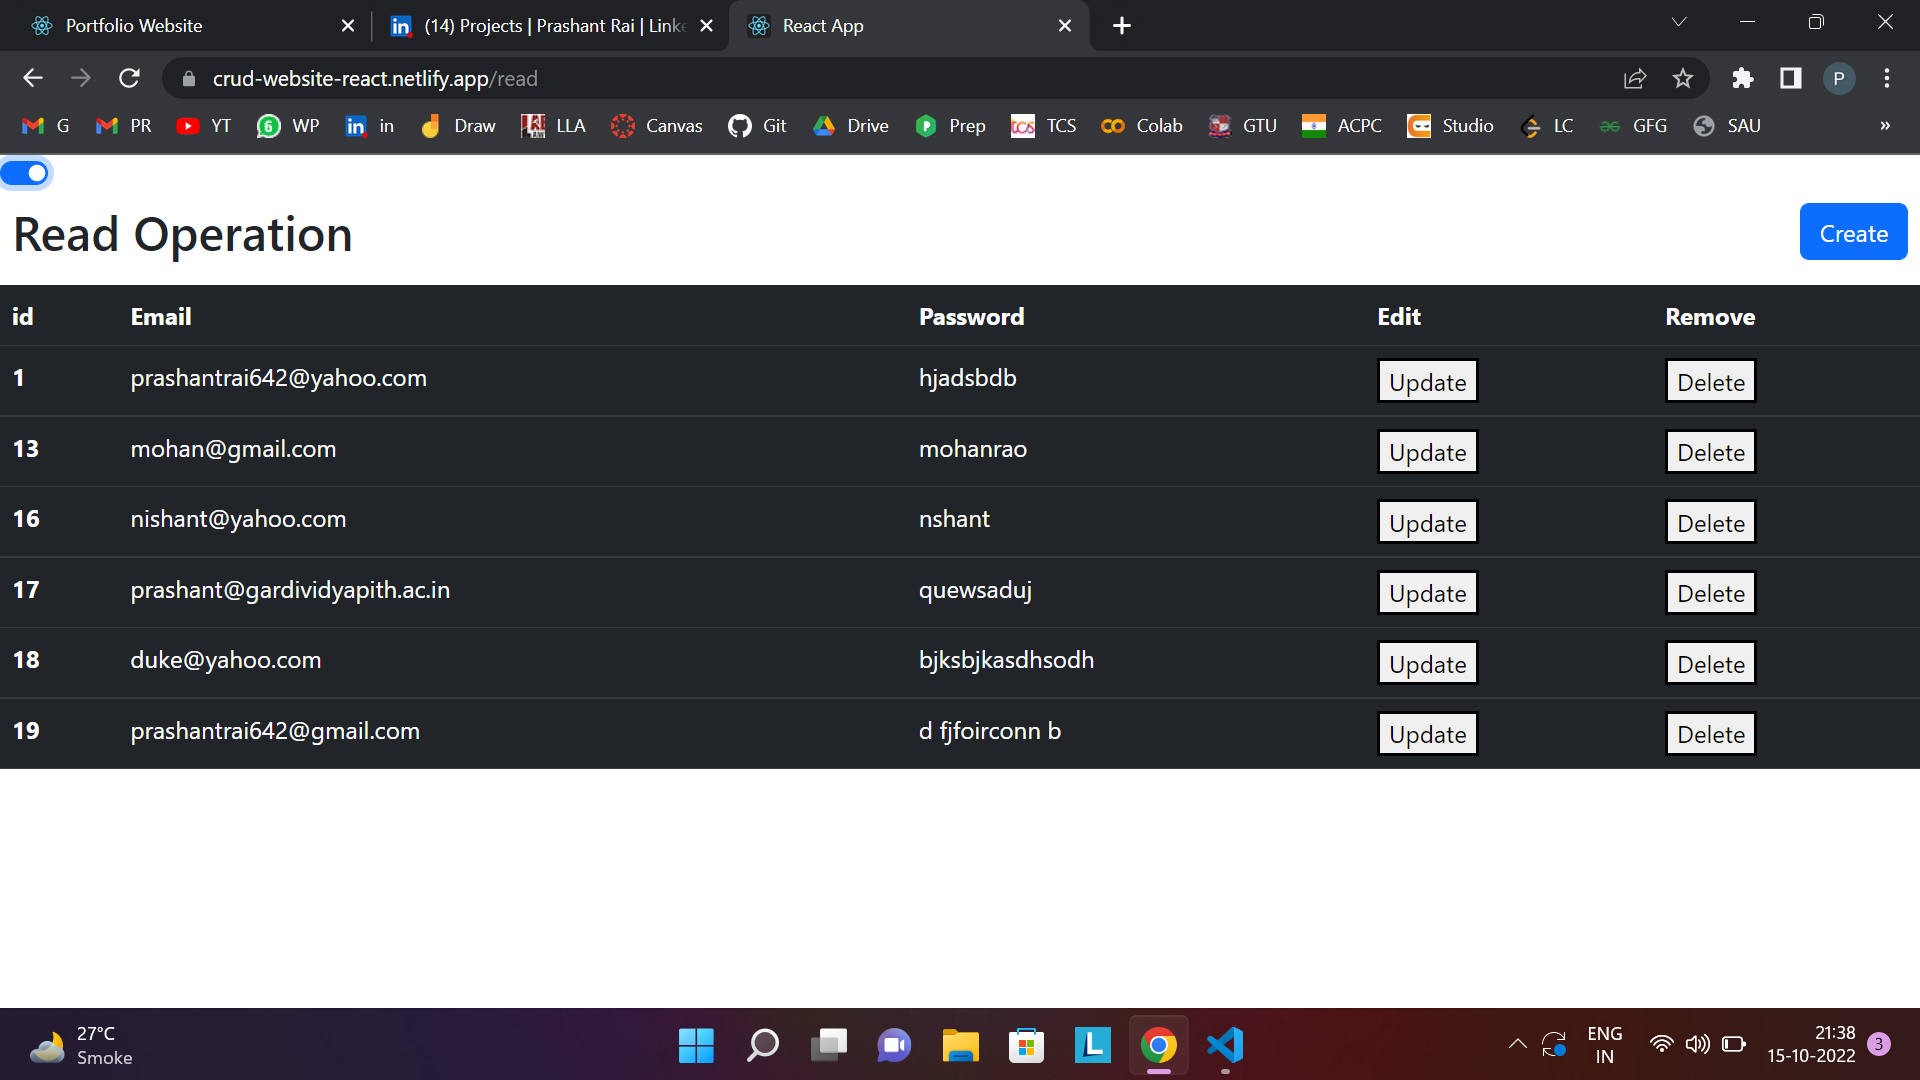 Portfolio Website
(14) Projects | Prashant Rai | Linke
React App
crud-website-react.netlify.app/read
P
G PR YT WP in Draw LLA Canvas Git Drive Prep TCS Colab GTU ACPC Studio LC GFG SAU »
Read Operation
Create
id Email Password Edit Remove
1 prashantrai642@yahoo.com hjadsbdb Update Delete
13 mohan@gmail.com mohanrao Update Delete
16 nishant@yahoo.com nshant Update Delete
17 prashant@gardividyapith.ac.in quewsaduj Update Delete
18 duke@yahoo.com bjksbjkasdhsodh Update Delete
19 prashantrai642@gmail.com d fjfoirconn b Update Delete
27°C
Smoke
ENG
IN
21:38
15-10-2022
3